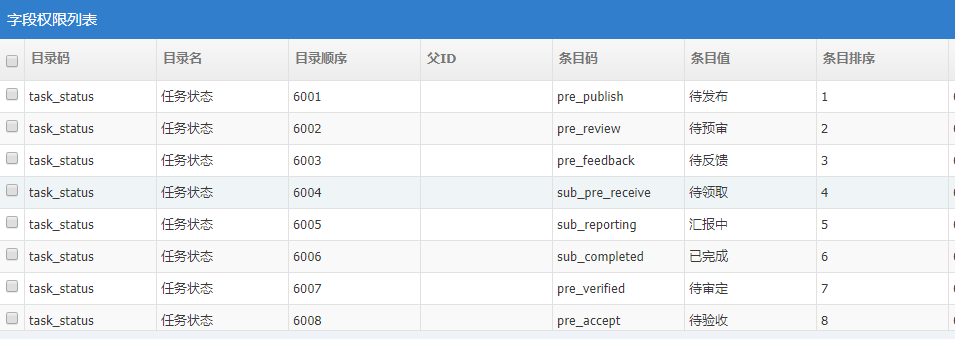 字段权限列表
目录码 目录名 目录顺序 父ID 条目码 条目值 条目排序
task_status 任务状态 6001 pre_publish 待发布 1
task_status 任务状态 6002 pre_review 待预审 2
task_status 任务状态 6003 pre_feedback 待反馈 3
task_status 任务状态 6004 sub_pre_receive 待领取 4
task_status 任务状态 6005 sub_reporting 汇报中 5
task_status 任务状态 6006 sub_completed 已完成 6
task_status 任务状态 6007 pre_verified 待审定 7
task_status 任务状态 6008 pre_accept 待验收 8